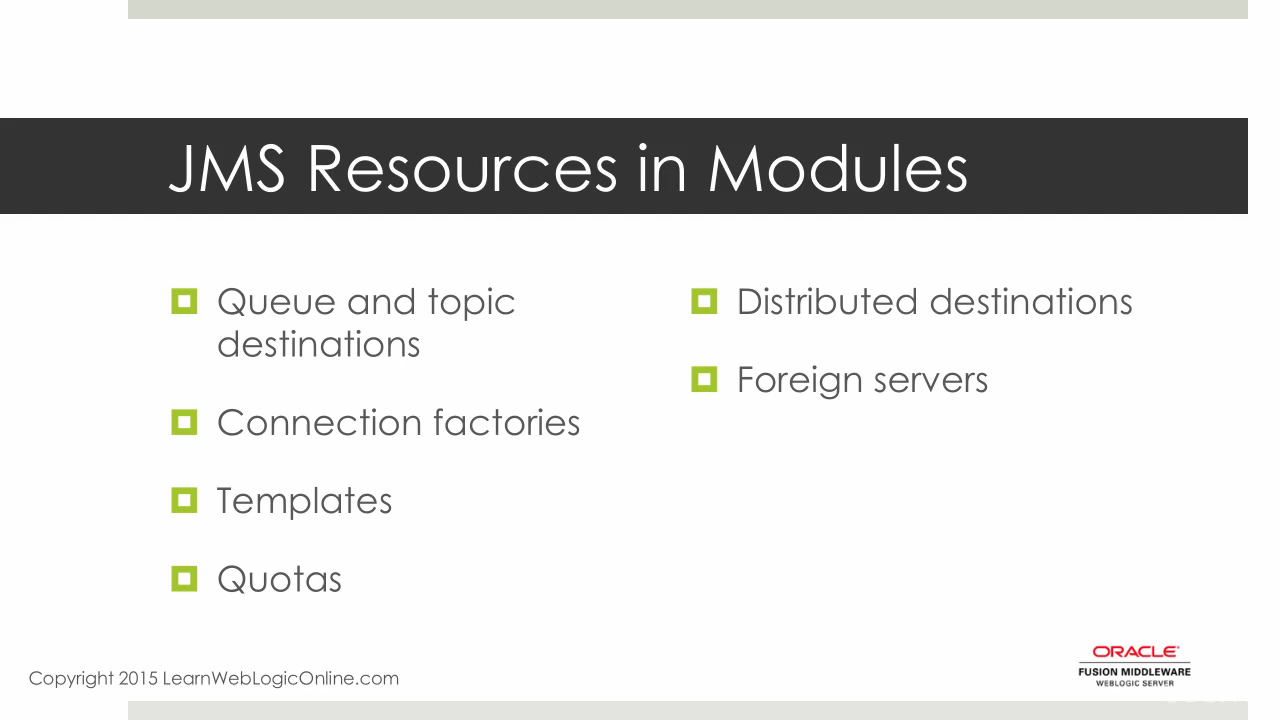 JMS Resources in Modules
Queue and topic
destinations
Connection factories
Templates
Quotas
Distributed destinations
Foreign servers
Copyright 2015 LearnWebLogicOnline.com
ORACLE
FUSION MIDDLEWARE
WEBLOGIC SERVER